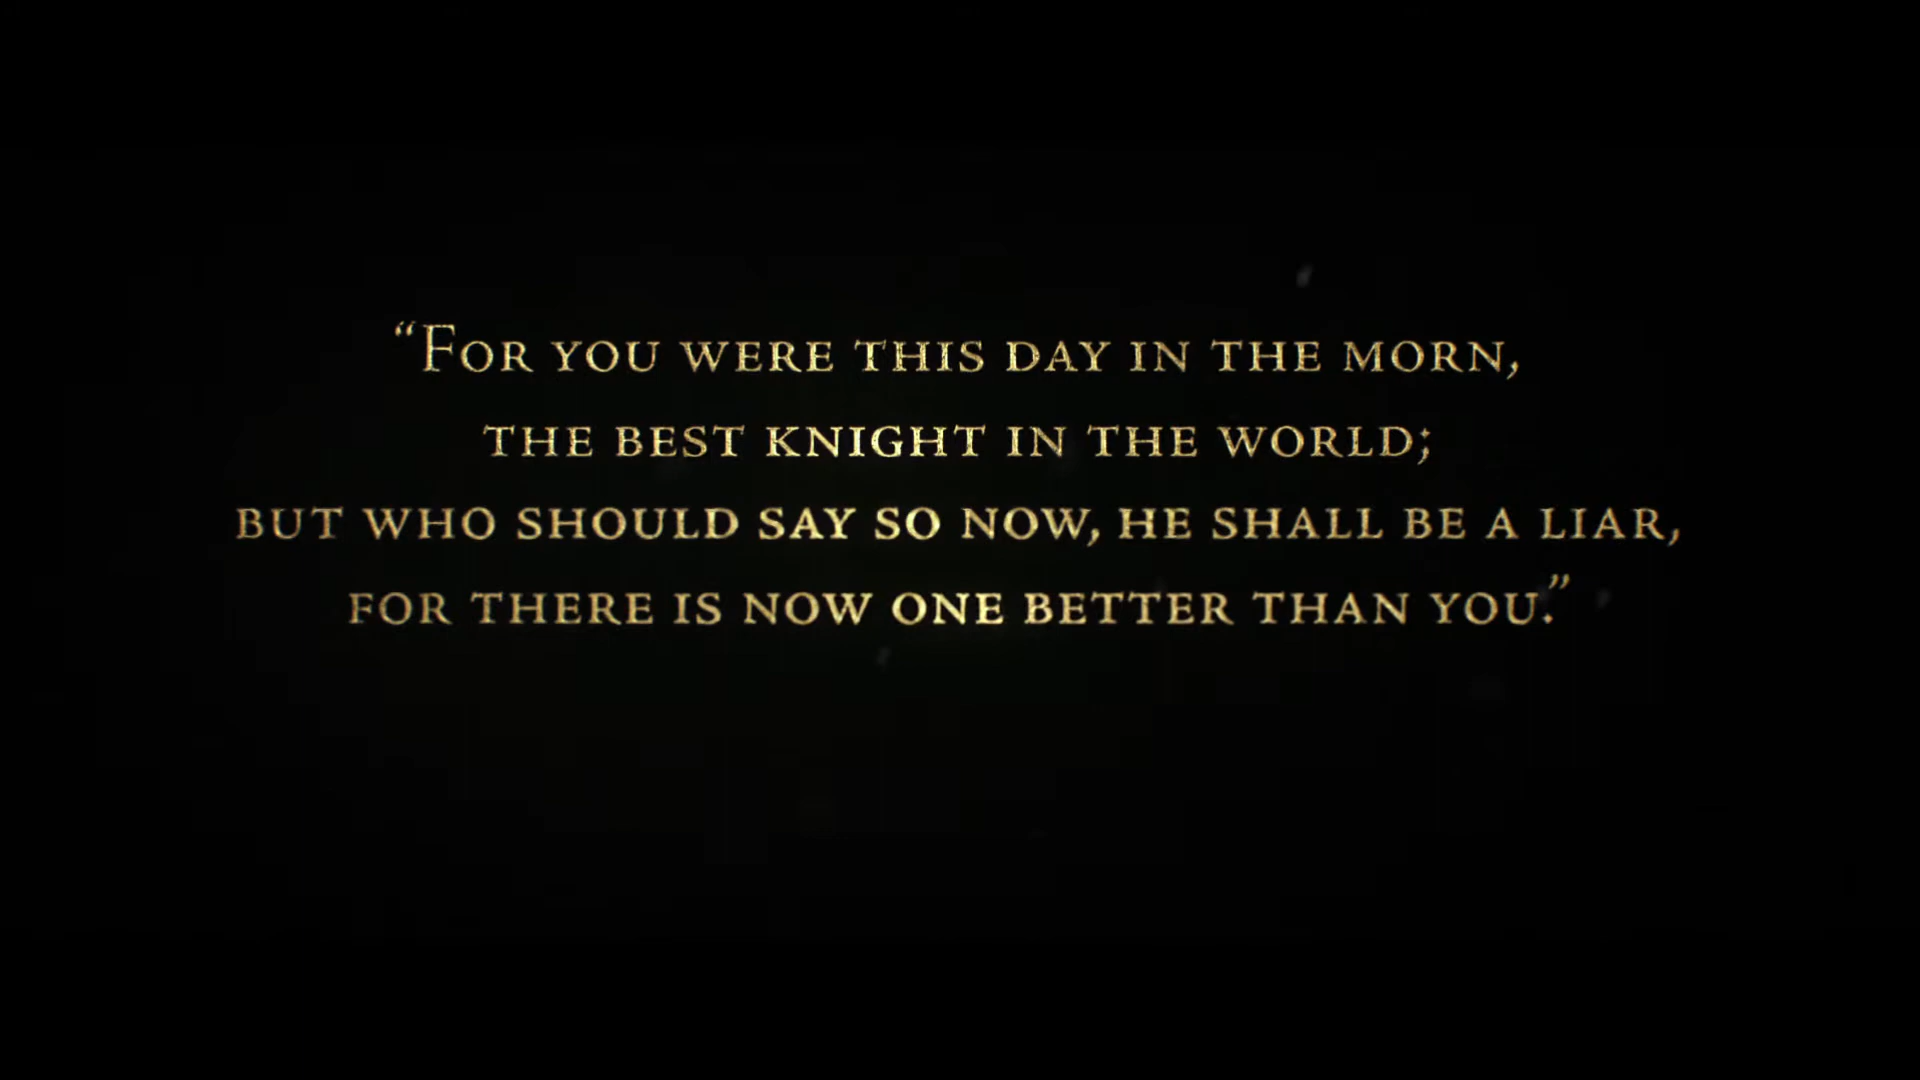 “For you were this day in the morn,
the best knight in the world;
but who should say so now, he shall be a liar,
for there is now one better than you.”